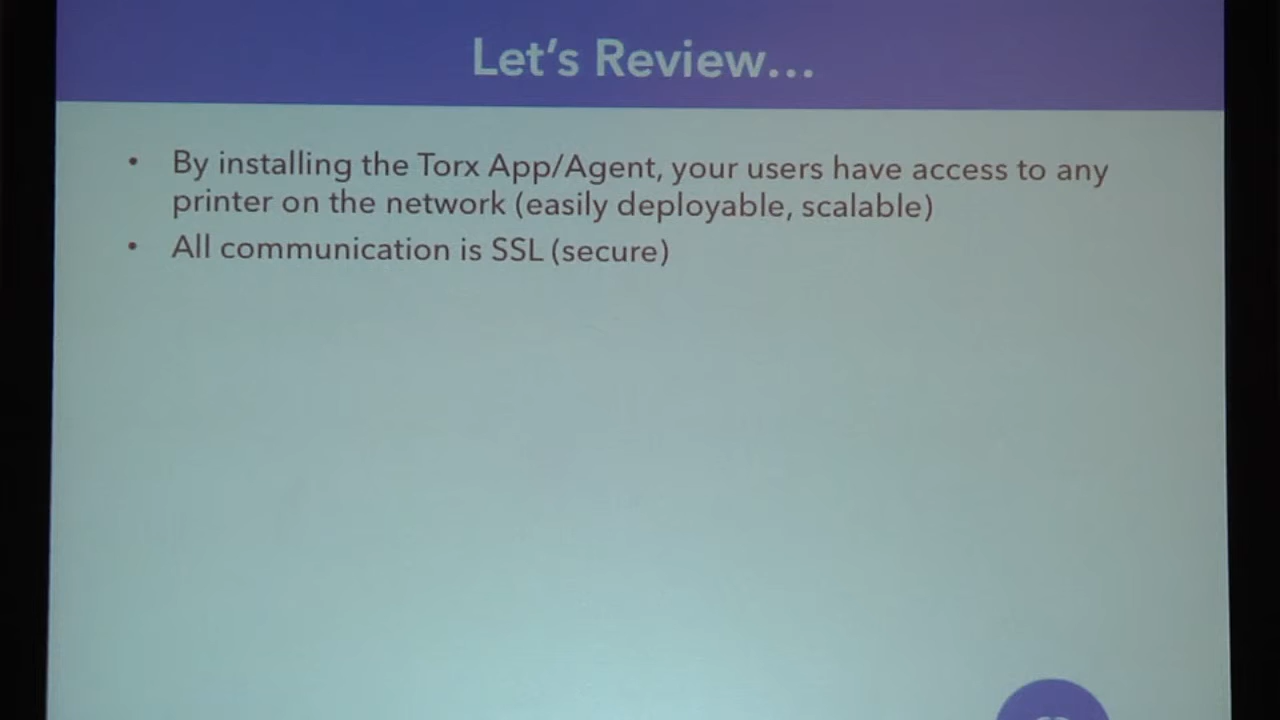 Let's Review...
• By installing the Torx App/Agent, your users have access to any
printer on the network (easily deployable, scalable)
• All communication is SSL (secure)